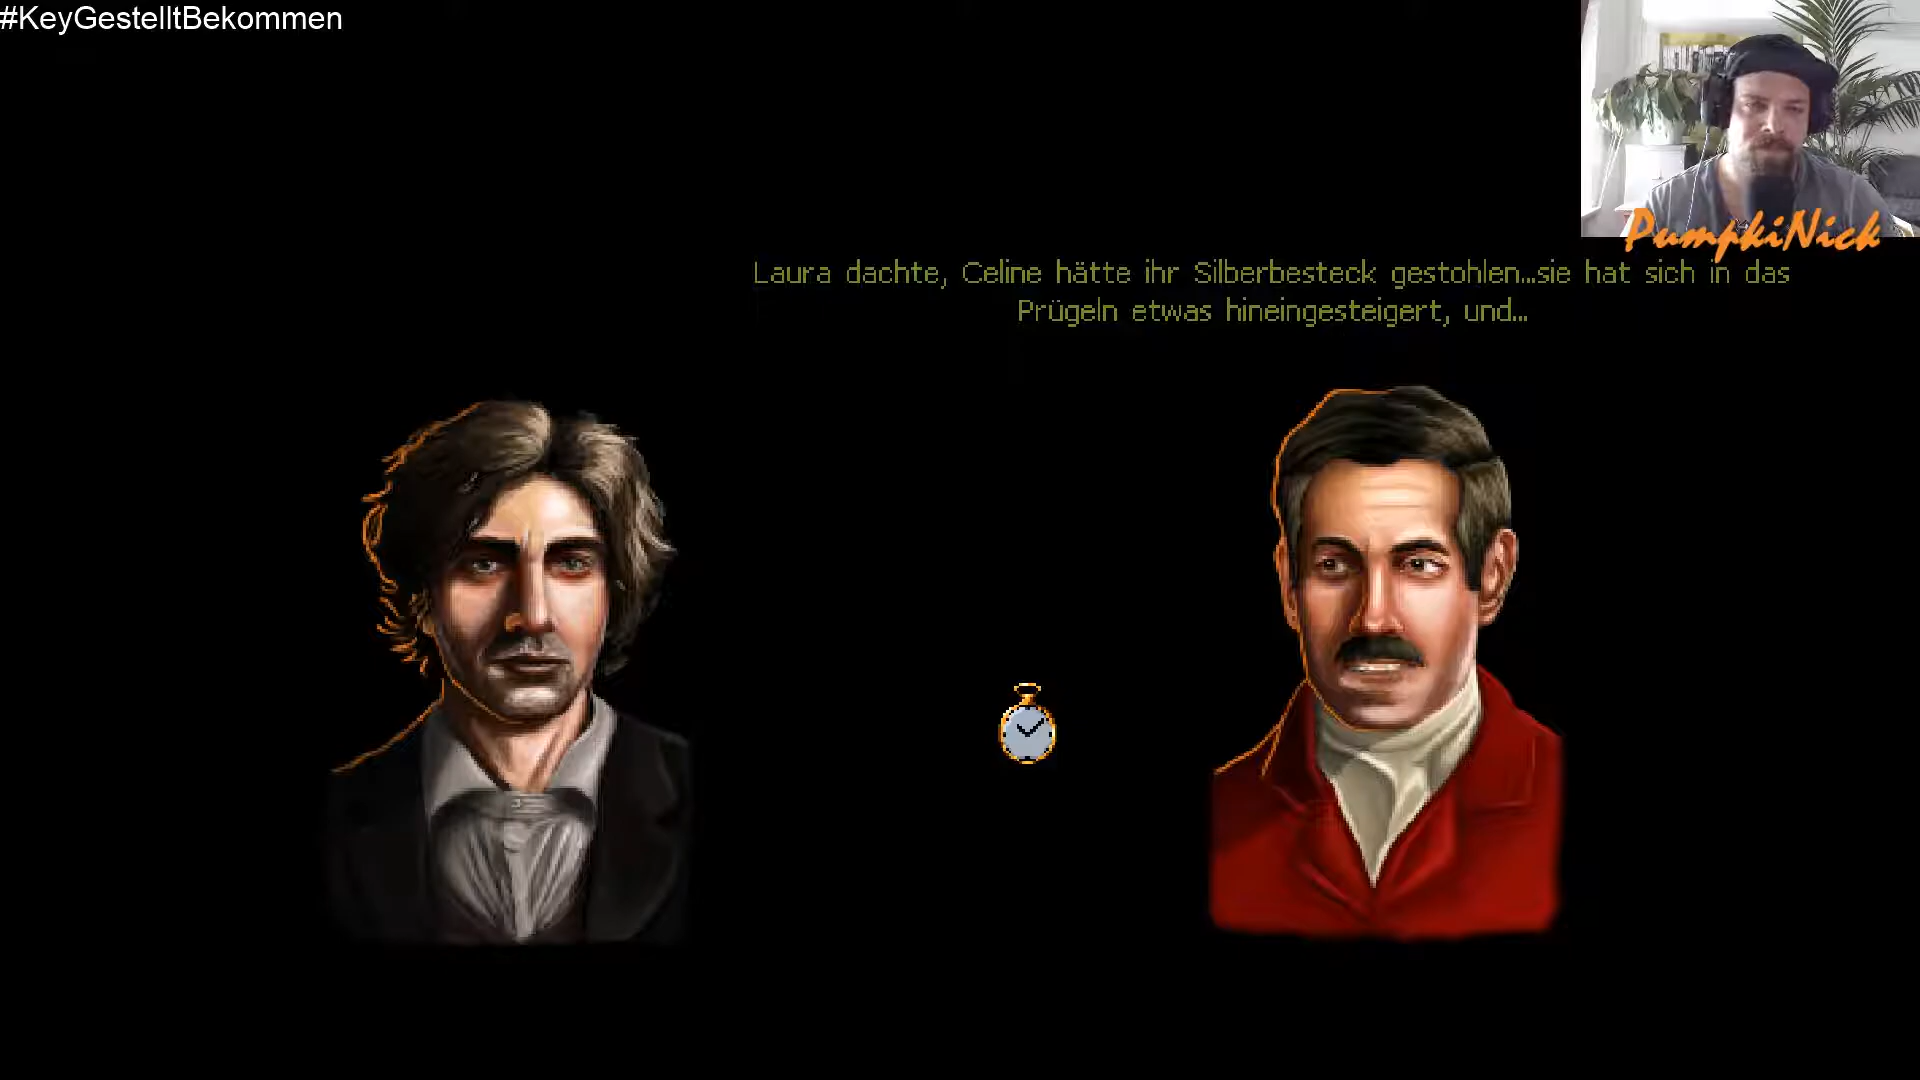 #KeyGestelltBekommen
PumpkiNick
Laura dachte, Celine hätte ihr Silberbesteck gestohlen...sie hat sich in das
Prügeln etwas hineingesteigert, und...